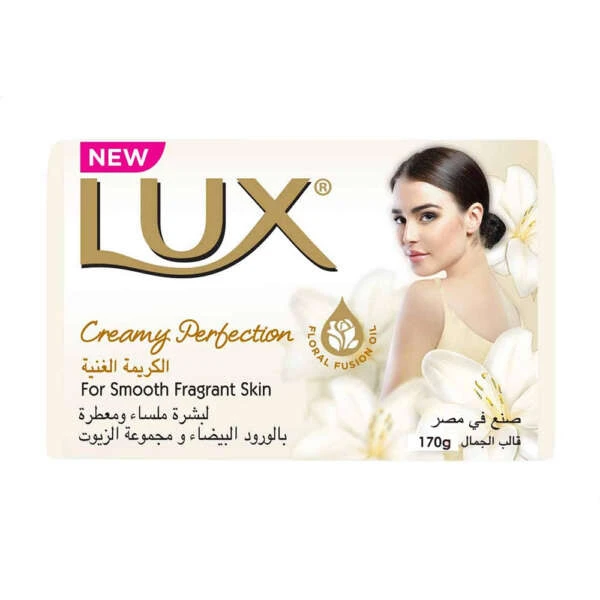 NEW
LUX®
Creamy Perfection
FLORAL FUSION OIL
الكريمة الغنية
For Smooth Fragrant Skin
لبشرة ملساء ومعطرة
بالورود البيضاء و مجموعة الزيوت
صنع في مصر
قالب الجمال 170g